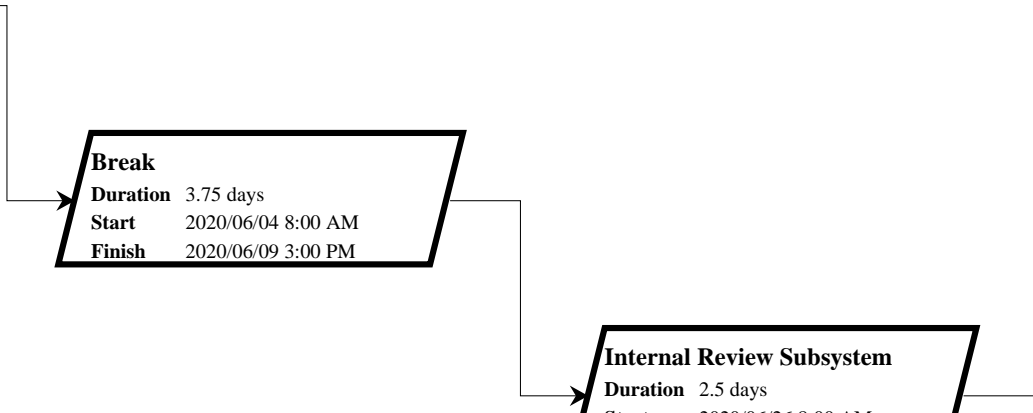 Break
Duration 3.75 days
Start 2020/06/04 8:00 AM
Finish 2020/06/09 3:00 PM
Internal Review Subsystem
Duration 2.5 days